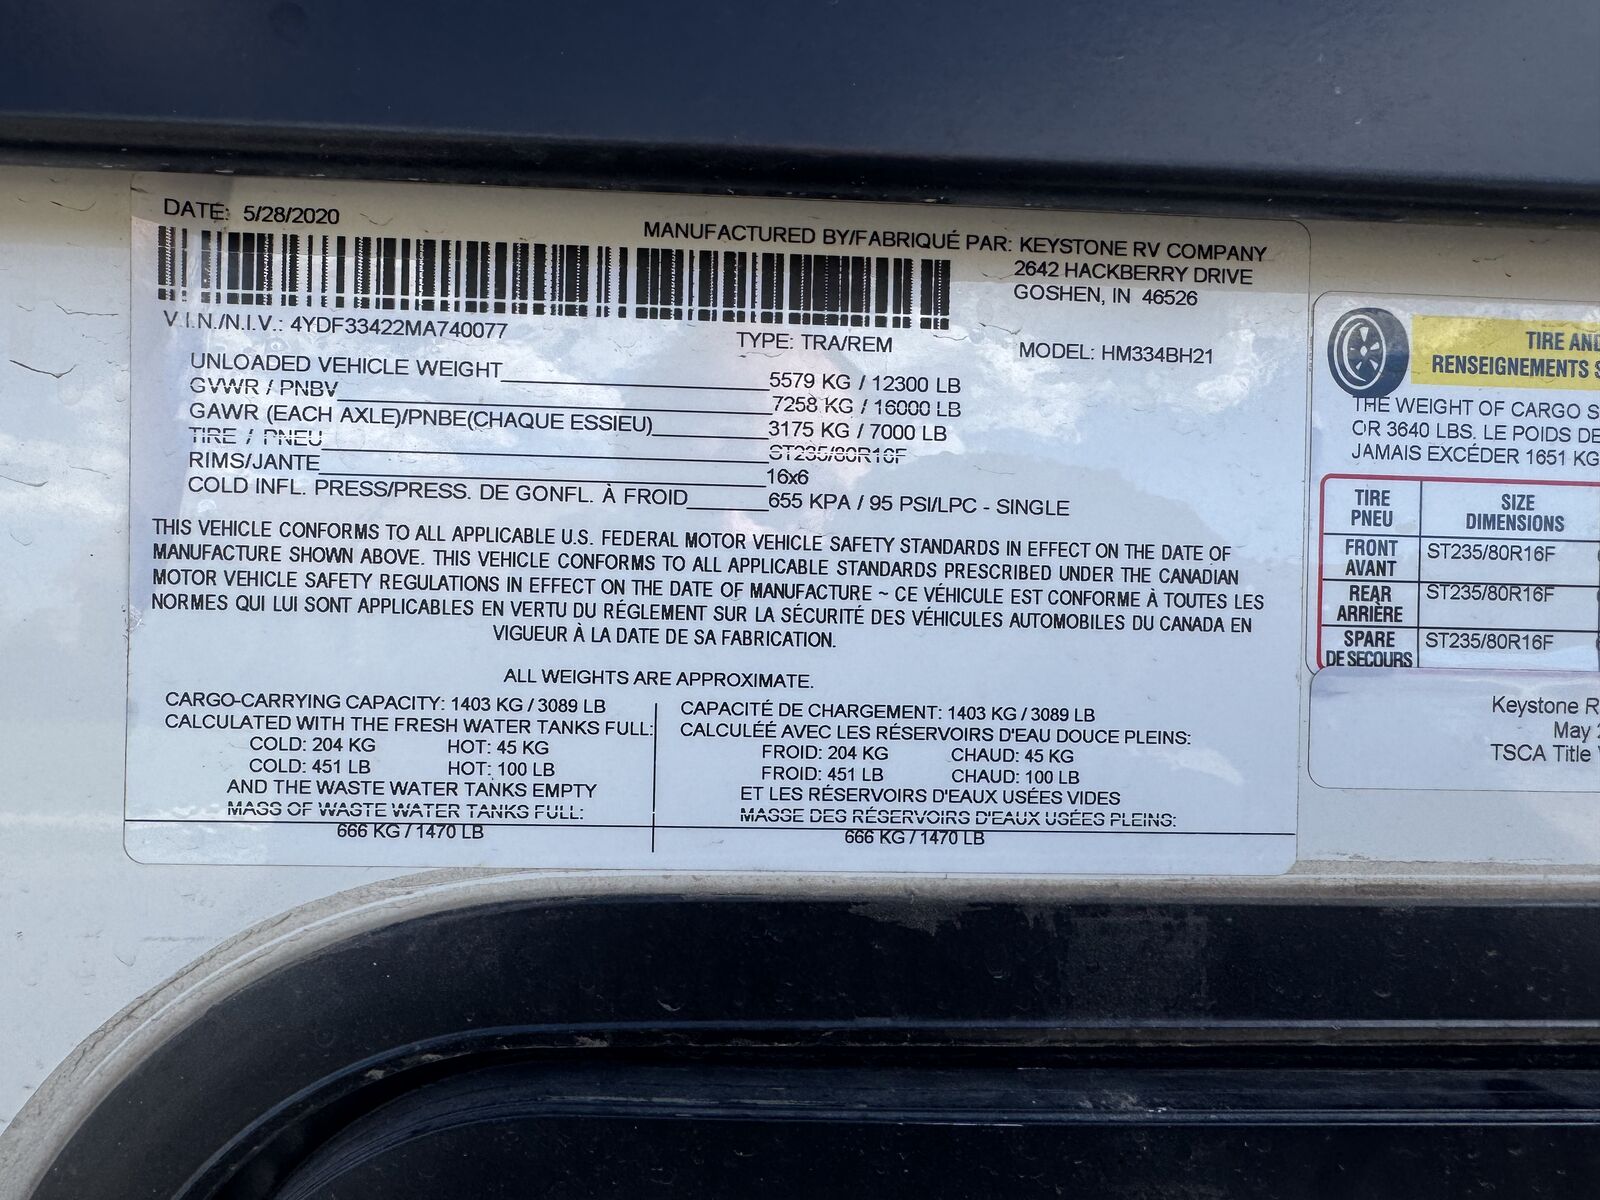 DATE: 5/28/2020
MANUFACTURED BY/FABRIQUÉ PAR: KEYSTONE RV COMPANY
2642 HACKBERRY DRIVE
GOSHEN, IN 46526
V.I.N./N.I.V.: 4YDF33422MA740077
TYPE: TRA/REM
MODEL: HM334BH21
UNLOADED VEHICLE WEIGHT 5579 KG / 12300 LB
GVWR / PNBV 7258 KG / 16000 LB
GAWR (EACH AXLE)/PNBE(CHAQUE ESSIEU) 3175 KG / 7000 LB
TIRE / PNEU ST235/80R16F
RIMS/JANTE 16x6
COLD INFL. PRESS/PRESS. DE GONFL. À FROID 655 KPA / 95 PSI/LPC - SINGLE
THIS VEHICLE CONFORMS TO ALL APPLICABLE U.S. FEDERAL MOTOR VEHICLE SAFETY STANDARDS IN EFFECT ON THE DATE OF
MANUFACTURE SHOWN ABOVE. THIS VEHICLE CONFORMS TO ALL APPLICABLE STANDARDS PRESCRIBED UNDER THE CANADIAN
MOTOR VEHICLE SAFETY REGULATIONS IN EFFECT ON THE DATE OF MANUFACTURE ~ CE VÉHICULE EST CONFORME À TOUTES LES
NORMES QUI LUI SONT APPLICABLES EN VERTU DU RÉGLEMENT SUR LA SÉCURITÉ DES VÉHICULES AUTOMOBILES DU CANADA EN
VIGUEUR À LA DATE DE SA FABRICATION.
ALL WEIGHTS ARE APPROXIMATE.
CARGO-CARRYING CAPACITY: 1403 KG / 3089 LB
CALCULATED WITH THE FRESH WATER TANKS FULL:
COLD: 204 KG HOT: 45 KG
COLD: 451 LB HOT: 100 LB
AND THE WASTE WATER TANKS EMPTY
MASS OF WASTE WATER TANKS FULL:
666 KG / 1470 LB
CAPACITÉ DE CHARGEMENT: 1403 KG / 3089 LB
CALCULÉE AVEC LES RÉSERVOIRS D'EAU DOUCE PLEINS:
FROID: 204 KG CHAUD: 45 KG
FROID: 451 LB CHAUD: 100 LB
ET LES RÉSERVOIRS D'EAUX USÉES VIDES
MASSE DES RÉSERVOIRS D'EAUX USÉES PLEINS:
666 KG / 1470 LB
TIRE AND
RENSEIGNEMENTS S
THE WEIGHT OF CARGO S
OR 3640 LBS. LE POIDS DE
JAMAIS EXCÉDER 1651 KG
TIRE SIZE
PNEU DIMENSIONS
FRONT ST235/80R16F
AVANT
REAR ST235/80R16F
ARRIÈRE
SPARE ST235/80R16F
DE SECOURS
Keystone R
May 2
TSCA Title